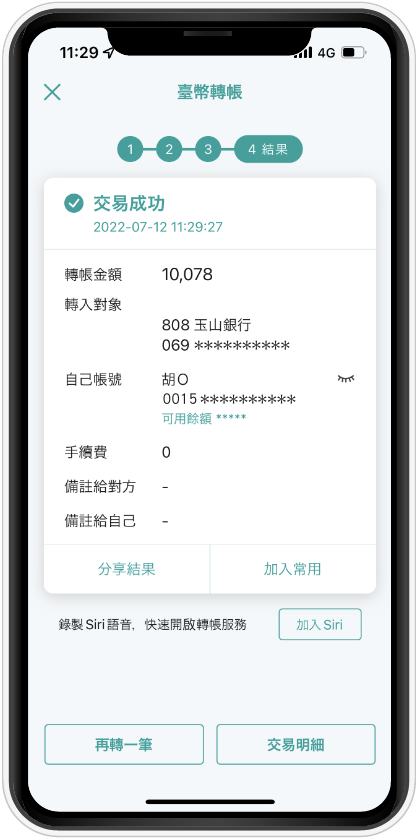 11:29 4G
臺幣轉帳
1 2 3 4 結果
交易成功
2022-07-12 11:29:27
轉帳金額 10,078
轉入對象
808 玉山銀行
069 **********
自己帳號 胡O
0015**********
可用餘額 *****
手續費 0
備註給對方 -
備註給自己 -
分享結果 加入常用
錄製 Siri 語音，快速開啟轉帳服務 加入 Siri
再轉一筆 交易明細